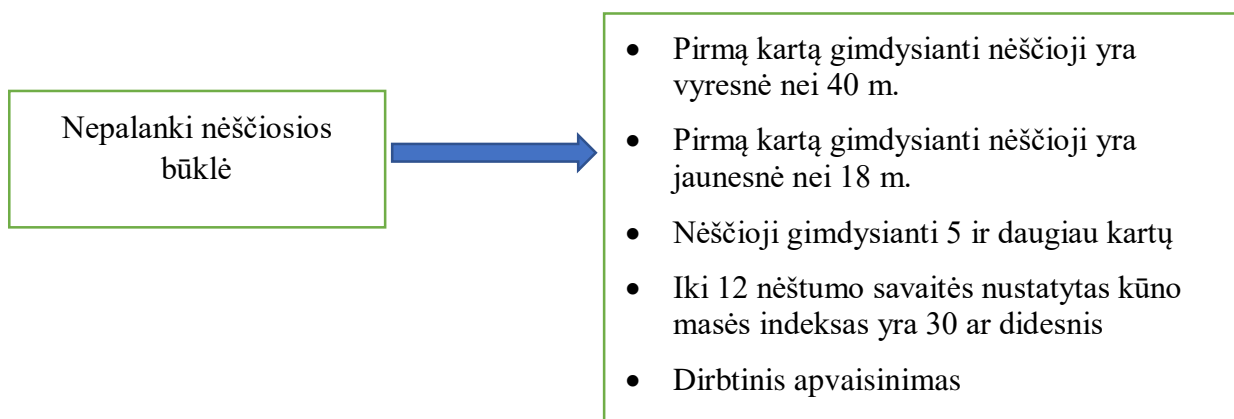 Nepalanki nėščiosios
būklė
• Pirmą kartą gimdysianti nėščioji yra
vyresnė nei 40 m.
• Pirmą kartą gimdysianti nėščioji yra
jaunesnė nei 18 m.
• Nėščioji gimdysianti 5 ir daugiau kartų
• Iki 12 nėštumo savaitės nustatytas kūno
masės indeksas yra 30 ar didesnis
• Dirbtinis apvaisinimas